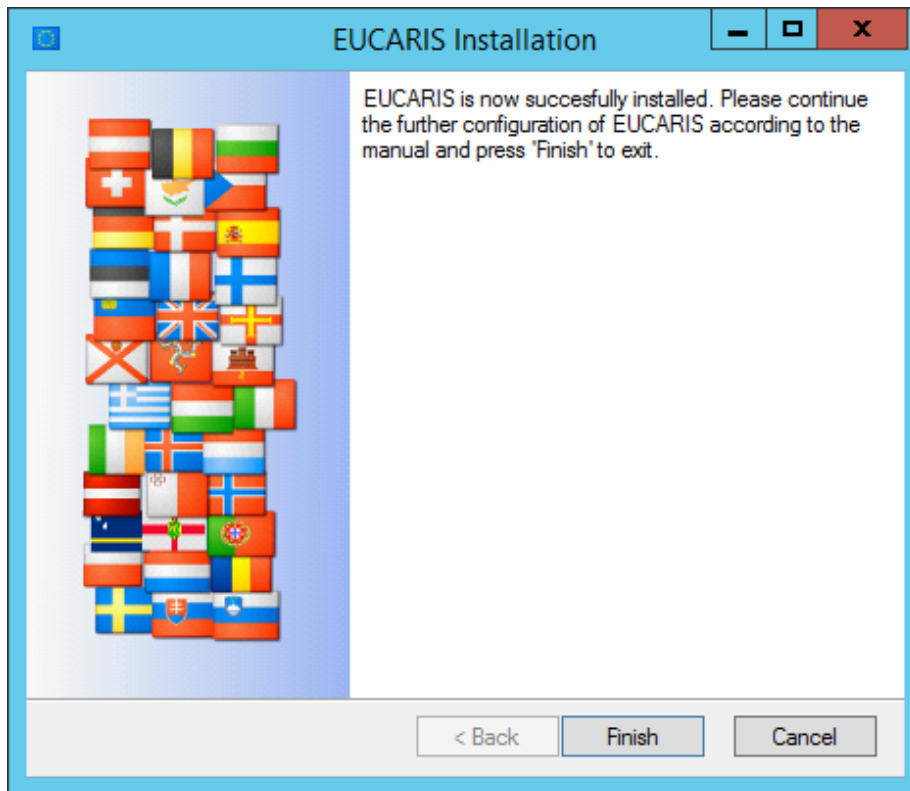 EUCARIS Installation
EUCARIS is now succesfully installed. Please continue
the further configuration of EUCARIS according to the
manual and press 'Finish' to exit.
< Back
Finish
Cancel